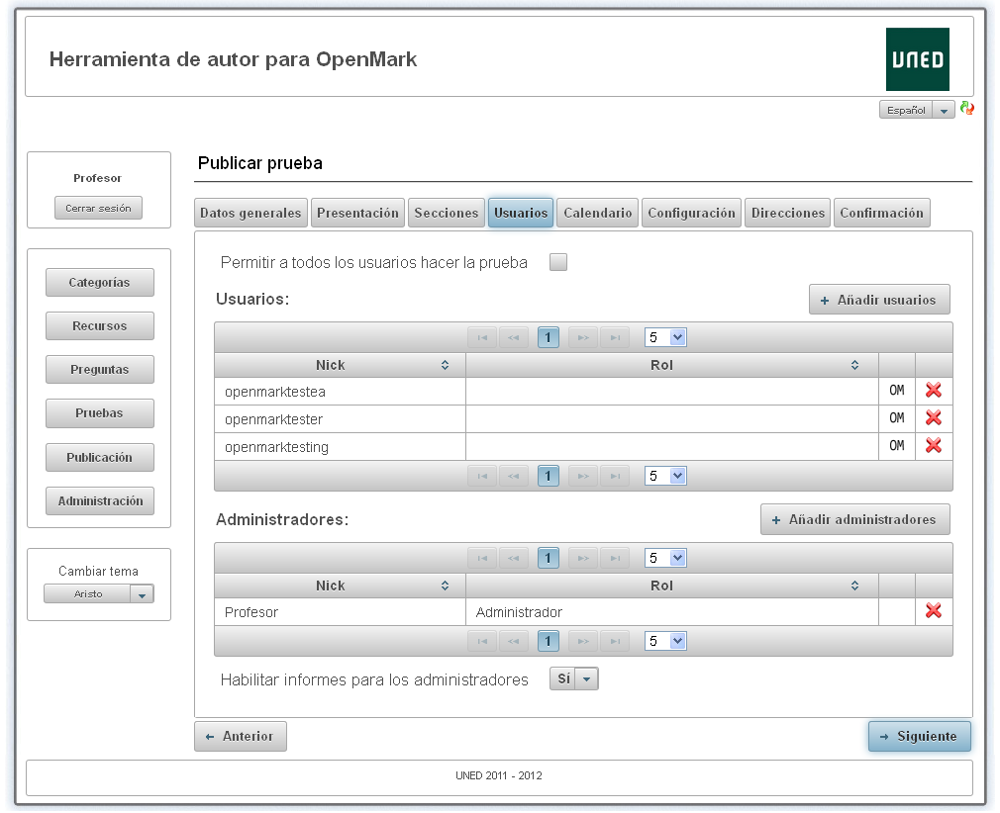 Herramienta de autor para OpenMark
UNED
Español
Profesor
Cerrar sesión
Categorías
Recursos
Preguntas
Pruebas
Publicación
Administración
Cambiar tema
Aristo
Publicar prueba
Datos generales Presentación Secciones Usuarios Calendario Configuración Direcciones Confirmación
Permitir a todos los usuarios hacer la prueba
Usuarios:
+ Añadir usuarios
1 5
Nick Rol
openmarktestea OM
openmarktester OM
openmarktesting OM
1 5
Administradores:
+ Añadir administradores
1 5
Nick Rol
Profesor Administrador
1 5
Habilitar informes para los administradores Sí
← Anterior
→ Siguiente
UNED 2011 - 2012